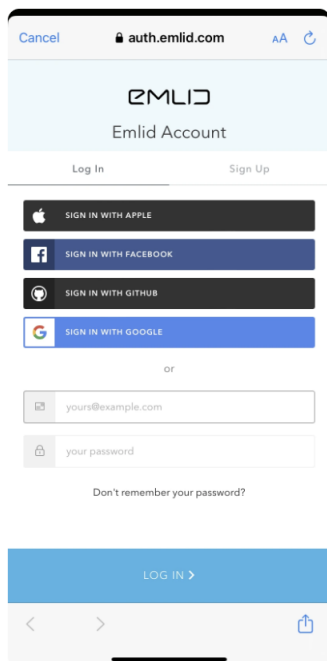 Cancel auth.emlid.com AA
EMLID
Emlid Account
Log In Sign Up
SIGN IN WITH APPLE
SIGN IN WITH FACEBOOK
SIGN IN WITH GITHUB
SIGN IN WITH GOOGLE
or
yours@example.com
your password
Don't remember your password?
LOG IN